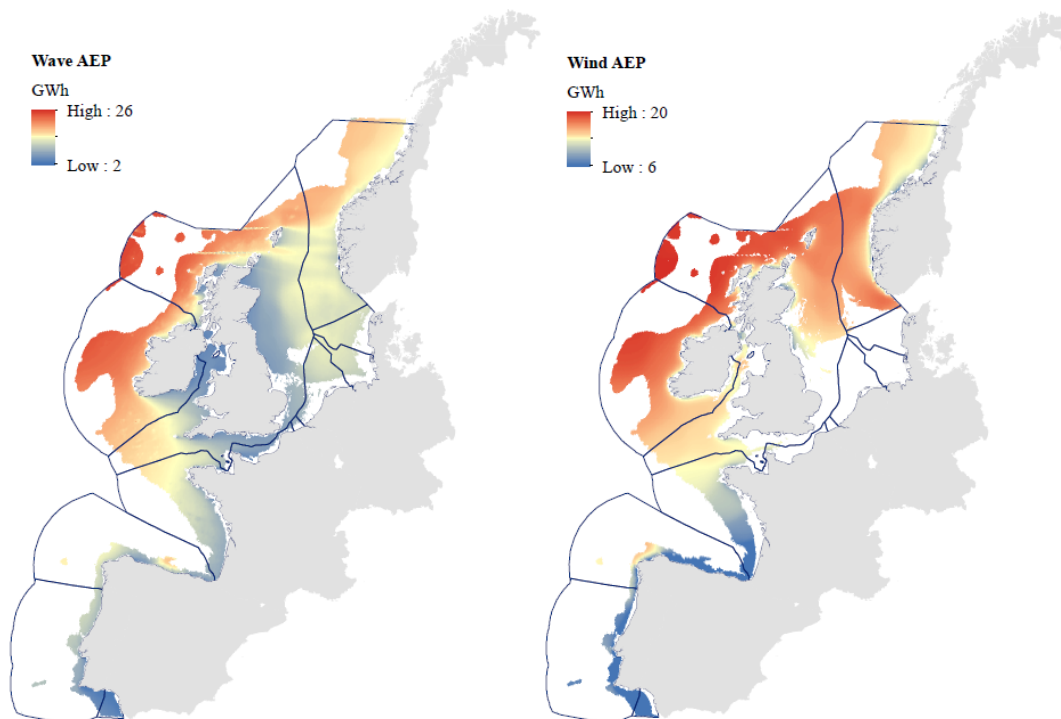 Wave AEP
GWh
High : 26
Low : 2
Wind AEP
GWh
High : 20
Low : 6